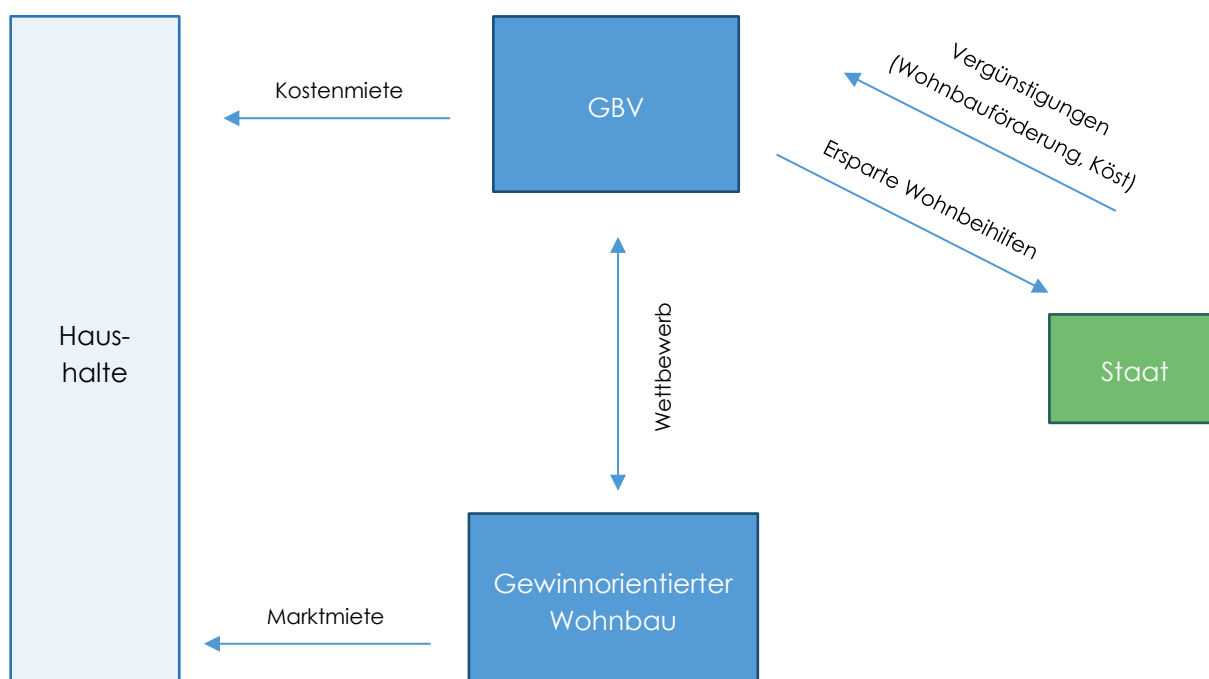 Kostenmiete
GBV
Vergünstigungen
(Wohnbauförderung, Köst)
Ersparte Wohnbeihilfen
Haus-
halte
Wettbewerb
Staat
Gewinnorientierter
Wohnbau
Marktmiete